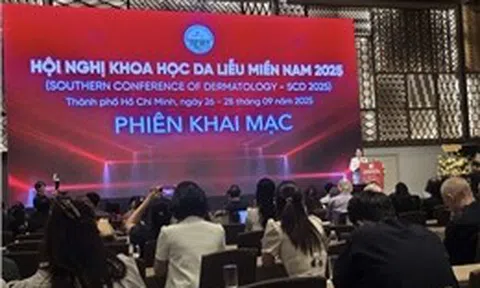 HỘI NGHỊ KHOA HỌC DA LIỄU MIỀN NAM 2025
(SOUTHERN CONFERENCE OF DERMATOLOGY - SCD 2025)
Thành phố Hồ Chí Minh, ngày 26 - 28 tháng 09 năm 2025
PHIÊN KHAI MẠC